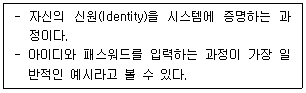 - 자신의 신원(Identity)을 시스템에 증명하는 과
정이다.
- 아이디와 패스워드를 입력하는 과정이 가장 일
반적인 예시라고 볼 수 있다.